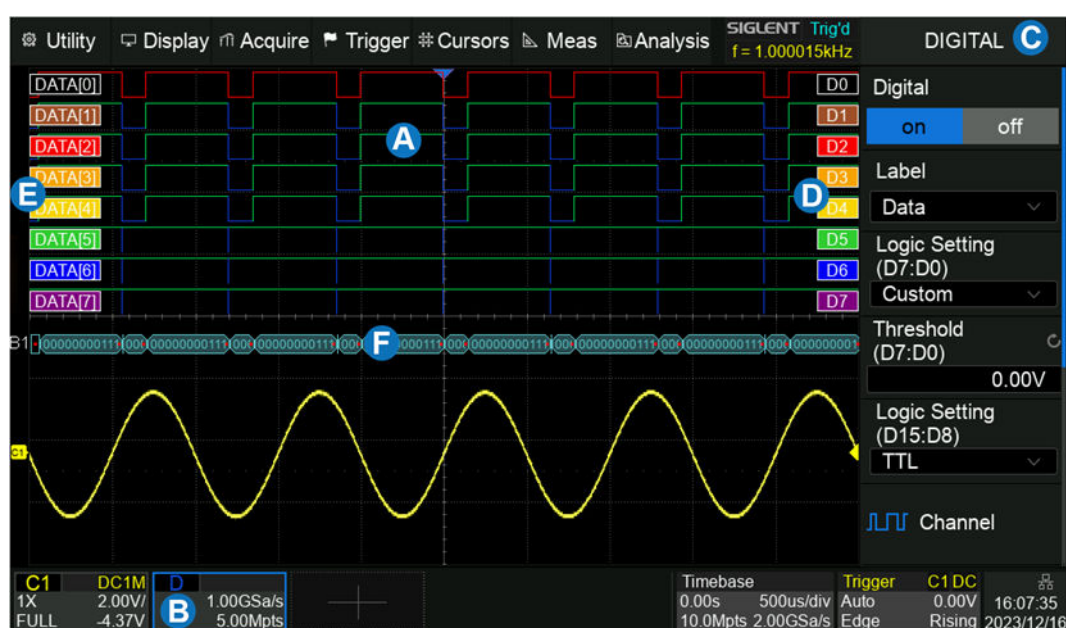 Utility Display Acquire Trigger Cursors Meas Analysis
SIGLENT Trig'd
f = 1.000015kHz
DIGITAL C
DATA[0] D0
DATA[1] D1
DATA[2] D2
DATA[3] D3
DATA[4] D4
DATA[5] D5
DATA[6] D6
DATA[7] D7
A
E
D
B1
F
C1
Digital
on off
Label
Data
Logic Setting
(D7:D0)
Custom
Threshold
(D7:D0)
0.00V
Logic Setting
(D15:D8)
TTL
Channel
C1 DC1M
1X 2.00V/
FULL -4.37V
D
B
1.00GSa/s
5.00Mpts
Timebase
0.00s 500us/div
10.0Mpts 2.00GSa/s
Trigger C1 DC
Auto 0.00V
Edge Rising
16:07:35
2023/12/16